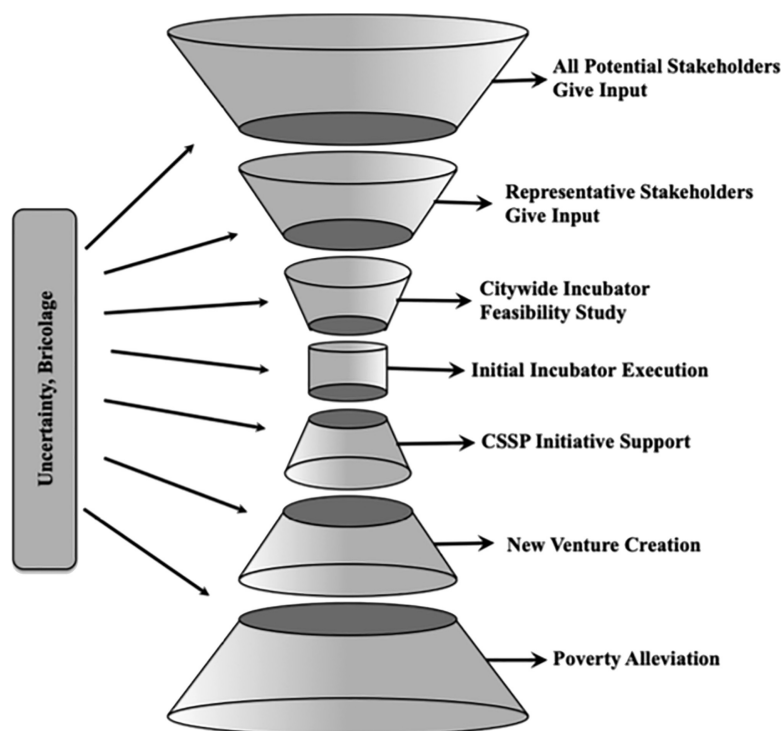 All Potential Stakeholders
Give Input
Representative Stakeholders
Give Input
Citywide Incubator
Feasibility Study
Uncertainty, Bricolage
Initial Incubator Execution
CSSP Initiative Support
New Venture Creation
Poverty Alleviation